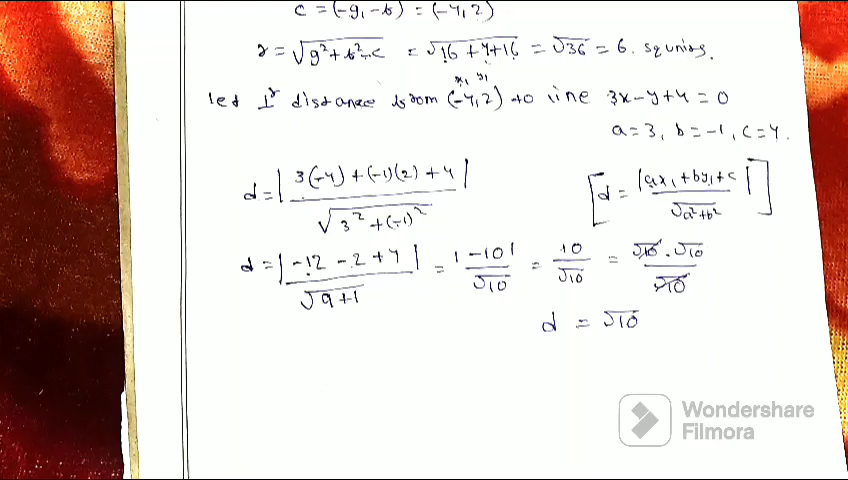 c = (-g, -f) = (-4, 2)
r = √g²+f²-c = √16 + 4+16 = √36 = 6. sq units.
x₁ y₁
let ⊥r distance from (-4, 2) to line 3x-y+4=0
a=3, b=-1, c=4.
d = | 3(-4)+(-1)(2)+4 | / √3²+(-1)² [ d = |ax₁+by₁+c| / √a²+b² ]
d = | -12 -2 +4 | / √9+1 = |-10| / √10 = 10 / √10 = √10 . √10 / √10
d = √10
Wondershare
Filmora